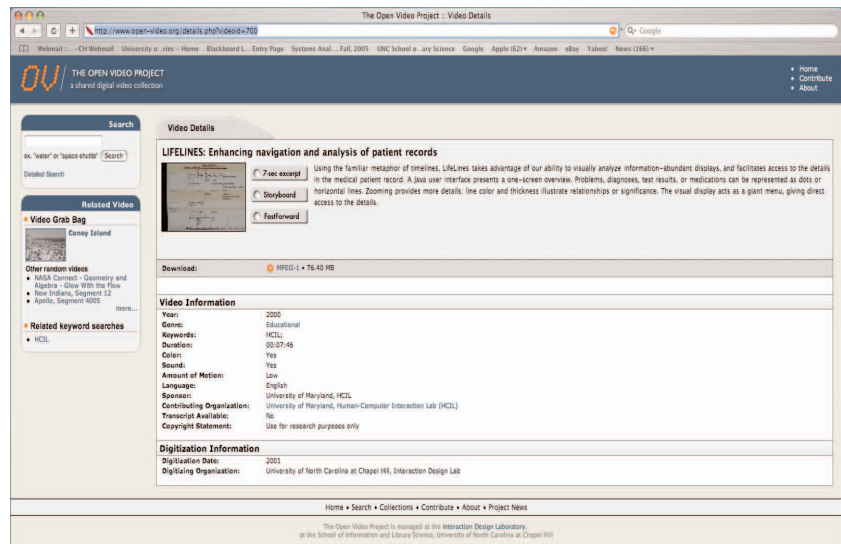 The Open Video Project :: Video Details
http://www.open-video.org/details.php?videoid=700
Google
Webmail :: ...-CH Webmail University o...ries - Home Blackboard L... Entry Page Systems Anal..., Fall, 2005 UNC School o...ary Science Google Apple (62) Amazon eBay Yahoo! News (166)
OV
THE OPEN VIDEO PROJECT
a shared digital video collection
• Home
• Contribute
• About
Search
ex. "water" or "space shuttle" Search
Detailed Search
Related Video
Video Grab Bag
Coney Island
Other random videos
• NASA Connect - Geometry and
Algebra - Glow With the Flow
• New Indians, Segment 12
• Apollo, Segment 4005
more...
Related keyword searches
• HCIL
Video Details
LIFELINES: Enhancing navigation and analysis of patient records
7-sec excerpt
Storyboard
FastForward
Using the familiar metaphor of timelines, LifeLines takes advantage of our ability to visually analyze information-abundant displays, and facilitates access to the details
in the medical patient record. A Java user interface presents a one-screen overview. Problems, diagnoses, test results, or medications can be represented as dots or
horizontal lines. Zooming provides more details; line color and thickness illustrate relationships or significance. The visual display acts as a giant menu, giving direct
access to the details.
Download: MPEG-1 • 76.40 MB
Video Information
Year: 2000
Genre: Educational
Keywords: HCIL;
Duration: 00:07:46
Color: Yes
Sound: Yes
Amount of Motion: Low
Language: English
Sponsor: University of Maryland, HCIL
Contributing Organization: University of Maryland, Human-Computer Interaction Lab (HCIL)
Transcript Available: No
Copyright Statement: Use for research purposes only
Digitization Information
Digitization Date: 2001
Digitizing Organization: University of North Carolina at Chapel Hill, Interaction Design Lab
Home • Search • Collections • Contribute • About • Project News
The Open Video Project is managed at the Interaction Design Laboratory,
at the School of Information and Library Science, University of North Carolina at Chapel Hill